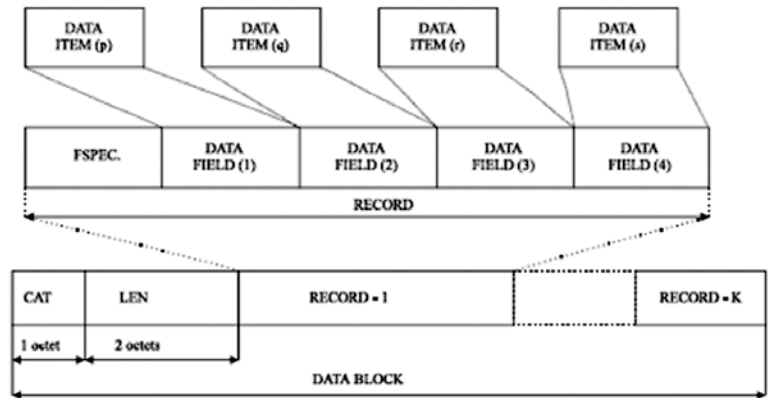 DATA
ITEM (p)
DATA
ITEM (q)
DATA
ITEM (r)
DATA
ITEM (s)
FSPEC.
DATA
FIELD (1)
DATA
FIELD (2)
DATA
FIELD (3)
DATA
FIELD (4)
RECORD
CAT
LEN
RECORD = 1
RECORD = K
1 octet
2 octets
DATA BLOCK